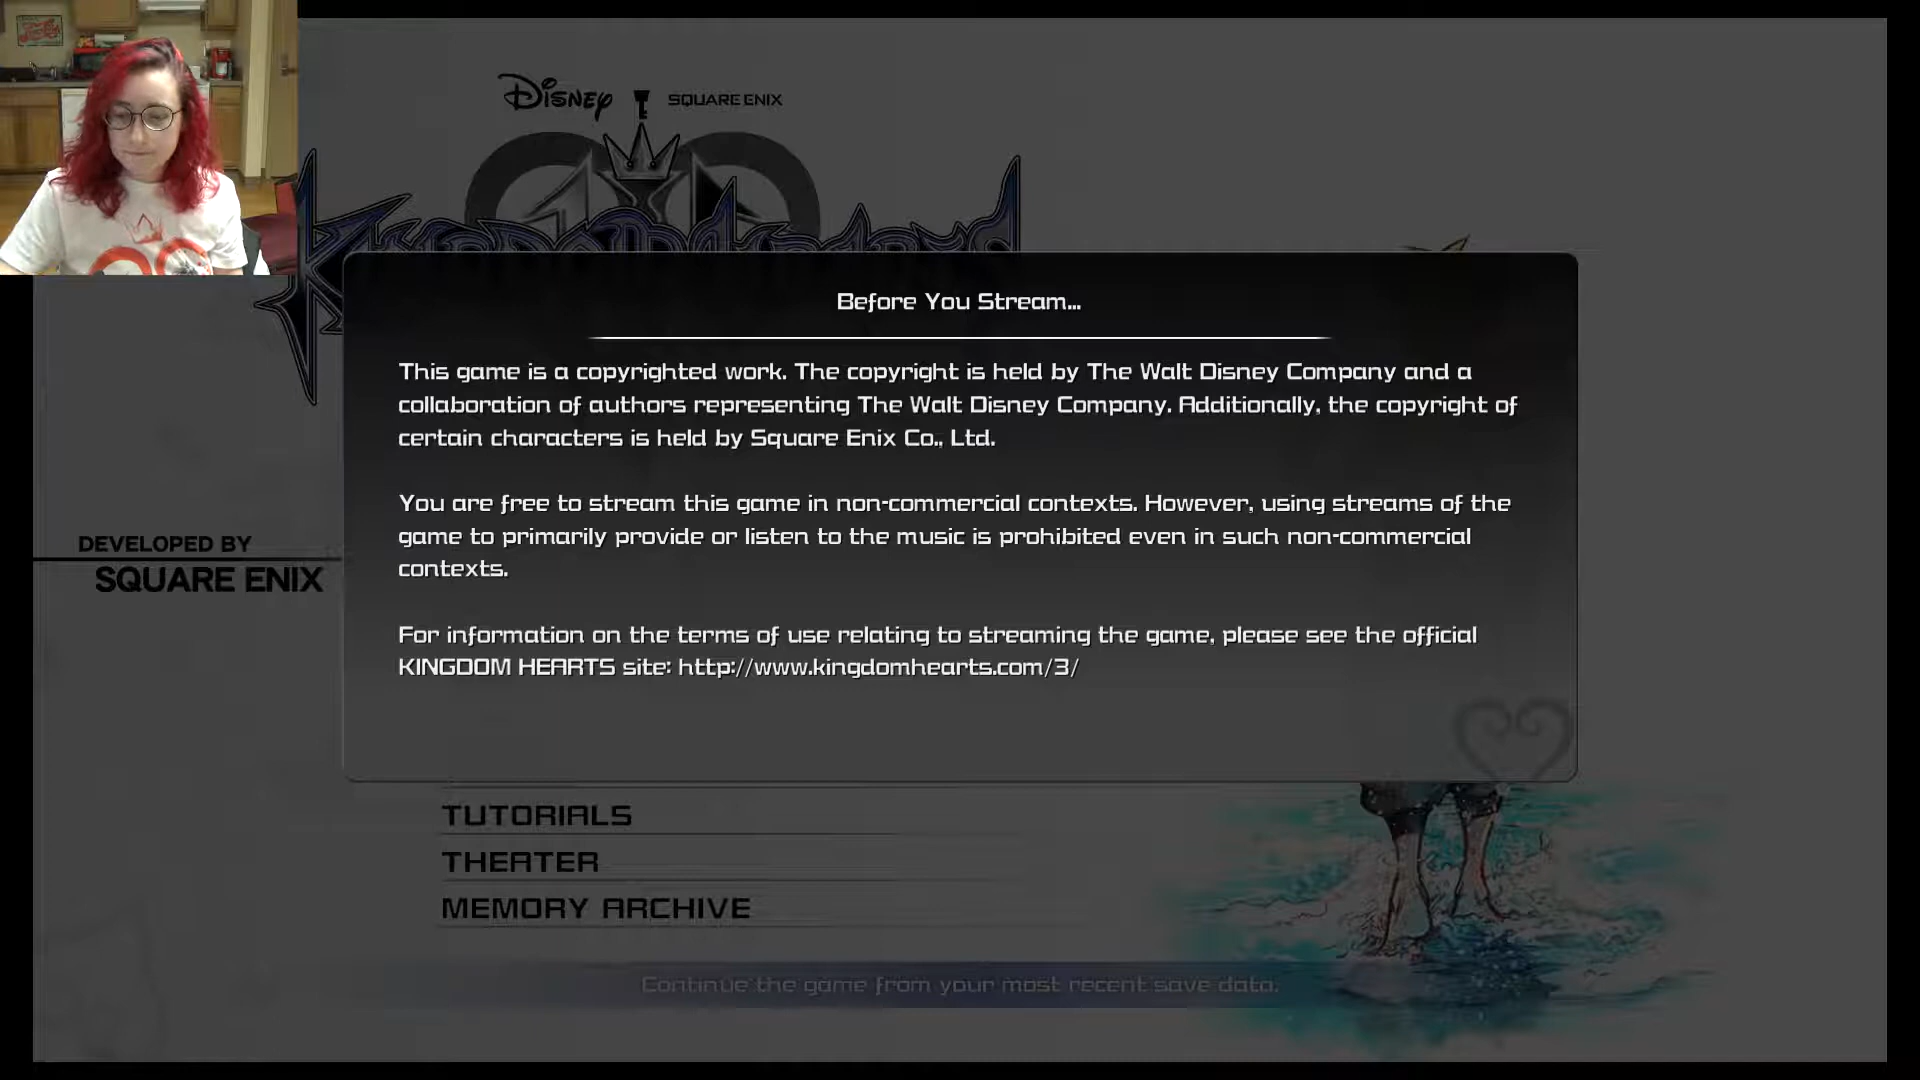 Disney SQUARE ENIX
KINGDOM HEARTS
Before You Stream...
This game is a copyrighted work. The copyright is held by The Walt Disney Company and a
collaboration of authors representing The Walt Disney Company. Additionally, the copyright of
certain characters is held by Square Enix Co., Ltd.
You are free to stream this game in non-commercial contexts. However, using streams of the
game to primarily provide or listen to the music is prohibited even in such non-commercial
contexts.
For information on the terms of use relating to streaming the game, please see the official
KINGDOM HEARTS site: http://www.kingdomhearts.com/3/
DEVELOPED BY
SQUARE ENIX
TUTORIALS
THEATER
MEMORY ARCHIVE
Continue the game from your most recent save data.